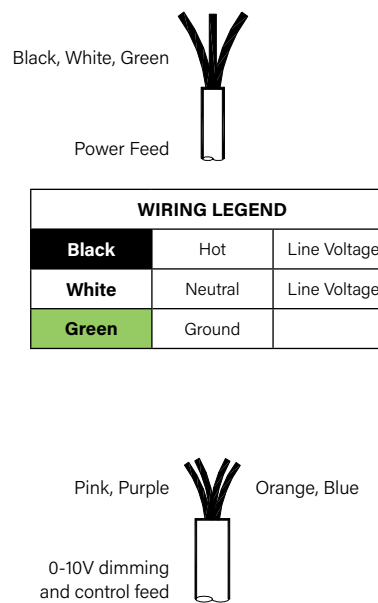 Black, White, Green
Power Feed
WIRING LEGEND
Black Hot Line Voltage
White Neutral Line Voltage
Green Ground
Pink, Purple Orange, Blue
0-10V dimming
and control feed